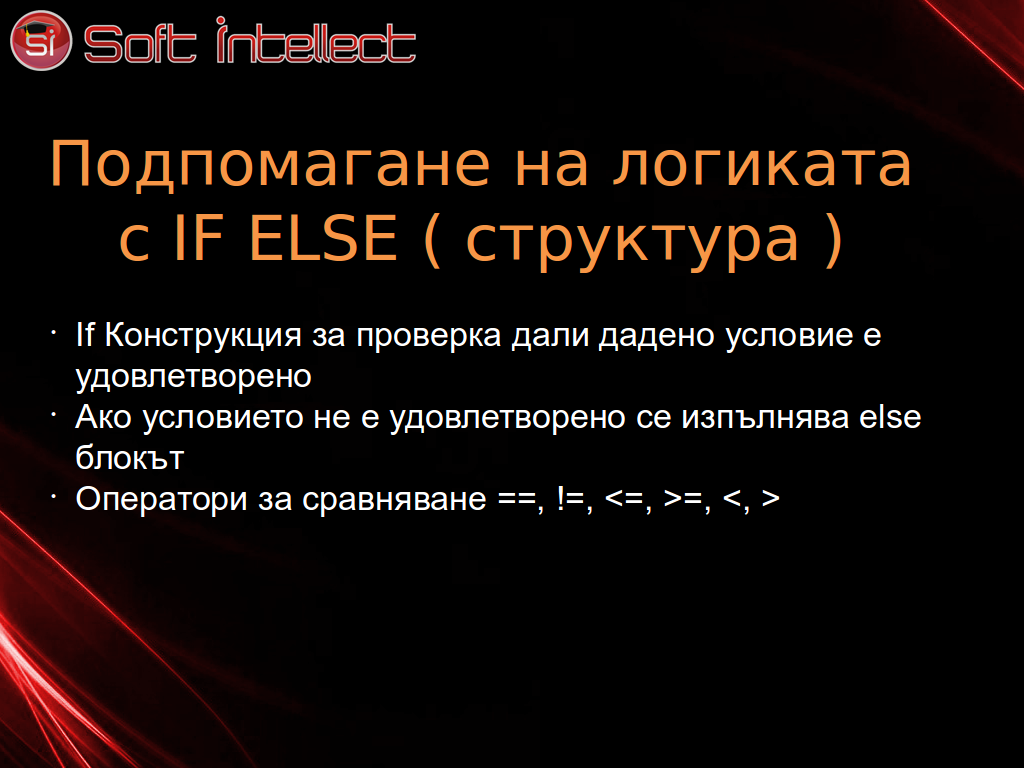 si Soft intellect
Подпомагане на логиката
с IF ELSE ( структура )
· If Конструкция за проверка дали дадено условие е
удовлетворено
· Ако условието не е удовлетворено се изпълнява else
блокът
· Оператори за сравняване ==, !=, <=, >=, <, >